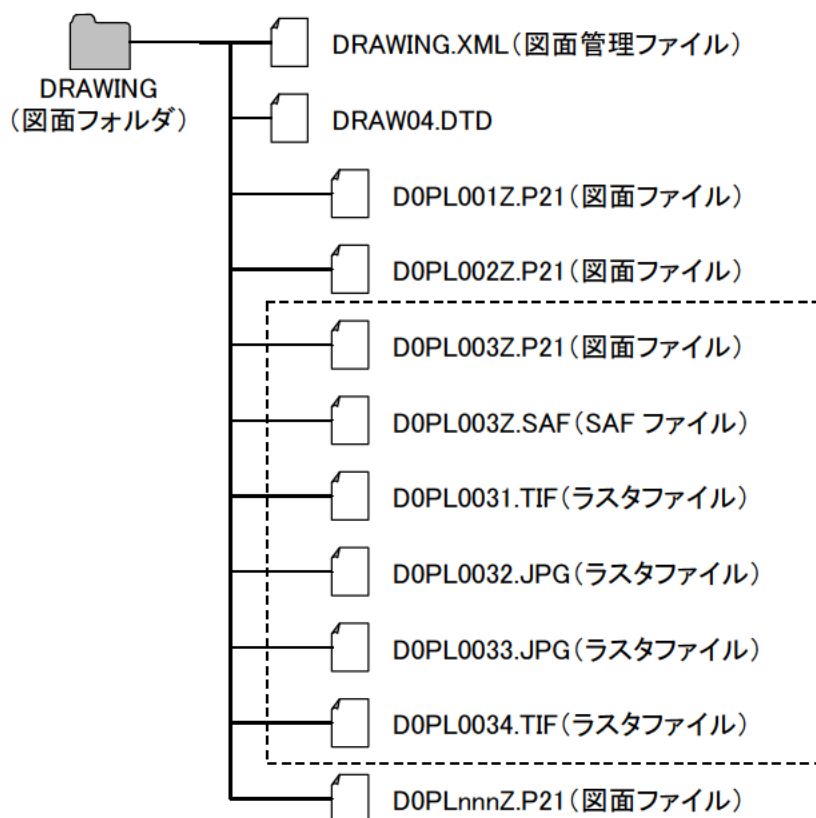 DRAWING
（図面フォルダ）
DRAWING.XML（図面管理ファイル）
DRAW04.DTD
D0PL001Z.P21（図面ファイル）
D0PL002Z.P21（図面ファイル）
D0PL003Z.P21（図面ファイル）
D0PL003Z.SAF（SAF ファイル）
D0PL0031.TIF（ラスタファイル）
D0PL0032.JPG（ラスタファイル）
D0PL0033.JPG（ラスタファイル）
D0PL0034.TIF（ラスタファイル）
D0PLnnnZ.P21（図面ファイル）